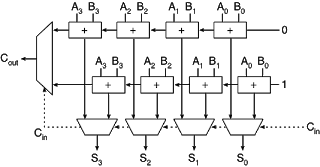 A3 B3 A2 B2 A1 B1 A0 B0
+ + + + 0
Cout
A3 B3 A2 B2 A1 B1 A0 B0
+ + + + 1
Cin Cin
S3 S2 S1 S0